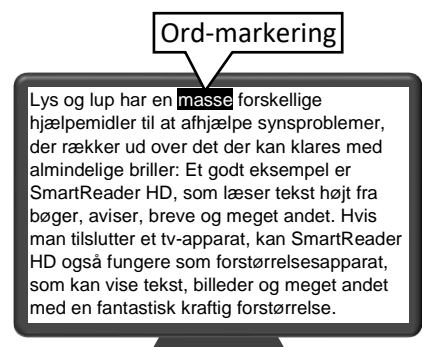 Ord-markering
Lys og lup har en masse forskellige
hjælpemidler til at afhjælpe synsproblemer,
der rækker ud over det der kan klares med
almindelige briller: Et godt eksempel er
SmartReader HD, som læser tekst højt fra
bøger, aviser, breve og meget andet. Hvis
man tilslutter et tv-apparat, kan SmartReader
HD også fungere som forstørrelsesapparat,
som kan vise tekst, billeder og meget andet
med en fantastisk kraftig forstørrelse.